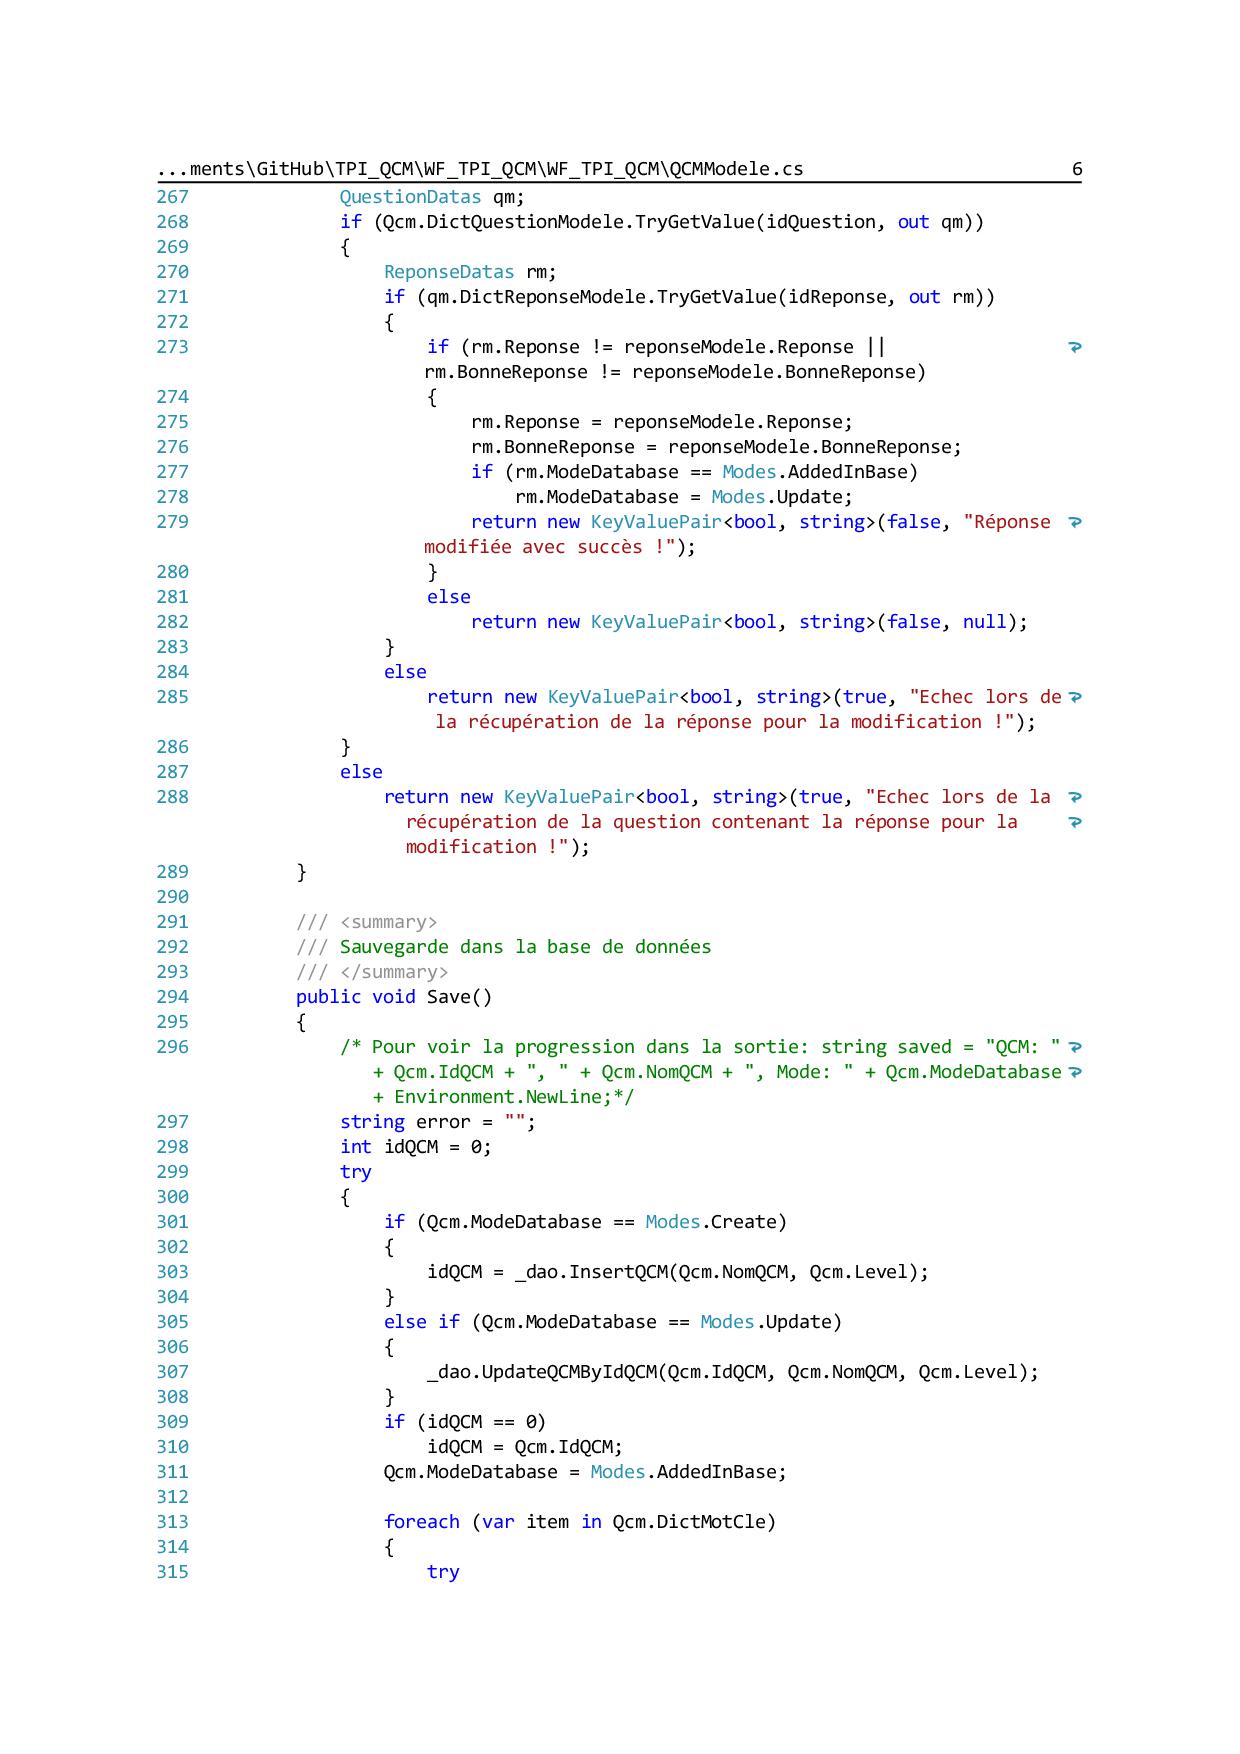 ...ments\GitHub\TPI_QCM\WF_TPI_QCM\WF_TPI_QCM\QCMModele.cs 6
267 QuestionDatas qm;
268 if (Qcm.DictQuestionModele.TryGetValue(idQuestion, out qm))
269 {
270 ReponseDatas rm;
271 if (qm.DictReponseModele.TryGetValue(idReponse, out rm))
272 {
273 if (rm.Reponse != reponseModele.Reponse ||
rm.BonneReponse != reponseModele.BonneReponse)
274 {
275 rm.Reponse = reponseModele.Reponse;
276 rm.BonneReponse = reponseModele.BonneReponse;
277 if (rm.ModeDatabase == Modes.AddedInBase)
278 rm.ModeDatabase = Modes.Update;
279 return new KeyValuePair<bool, string>(false, "Réponse
modifiée avec succès !");
280 }
281 else
282 return new KeyValuePair<bool, string>(false, null);
283 }
284 else
285 return new KeyValuePair<bool, string>(true, "Echec lors de
la récupération de la réponse pour la modification !");
286 }
287 else
288 return new KeyValuePair<bool, string>(true, "Echec lors de la
récupération de la question contenant la réponse pour la
modification !");
289 }
290
291 /// <summary>
292 /// Sauvegarde dans la base de données
293 /// </summary>
294 public void Save()
295 {
296 /* Pour voir la progression dans la sortie: string saved = "QCM: "
+ Qcm.IdQCM + ", " + Qcm.NomQCM + ", Mode: " + Qcm.ModeDatabase
+ Environment.NewLine;*/
297 string error = "";
298 int idQCM = 0;
299 try
300 {
301 if (Qcm.ModeDatabase == Modes.Create)
302 {
303 idQCM = _dao.InsertQCM(Qcm.NomQCM, Qcm.Level);
304 }
305 else if (Qcm.ModeDatabase == Modes.Update)
306 {
307 _dao.UpdateQCMByIdQCM(Qcm.IdQCM, Qcm.NomQCM, Qcm.Level);
308 }
309 if (idQCM == 0)
310 idQCM = Qcm.IdQCM;
311 Qcm.ModeDatabase = Modes.AddedInBase;
312
313 foreach (var item in Qcm.DictMotCle)
314 {
315 try